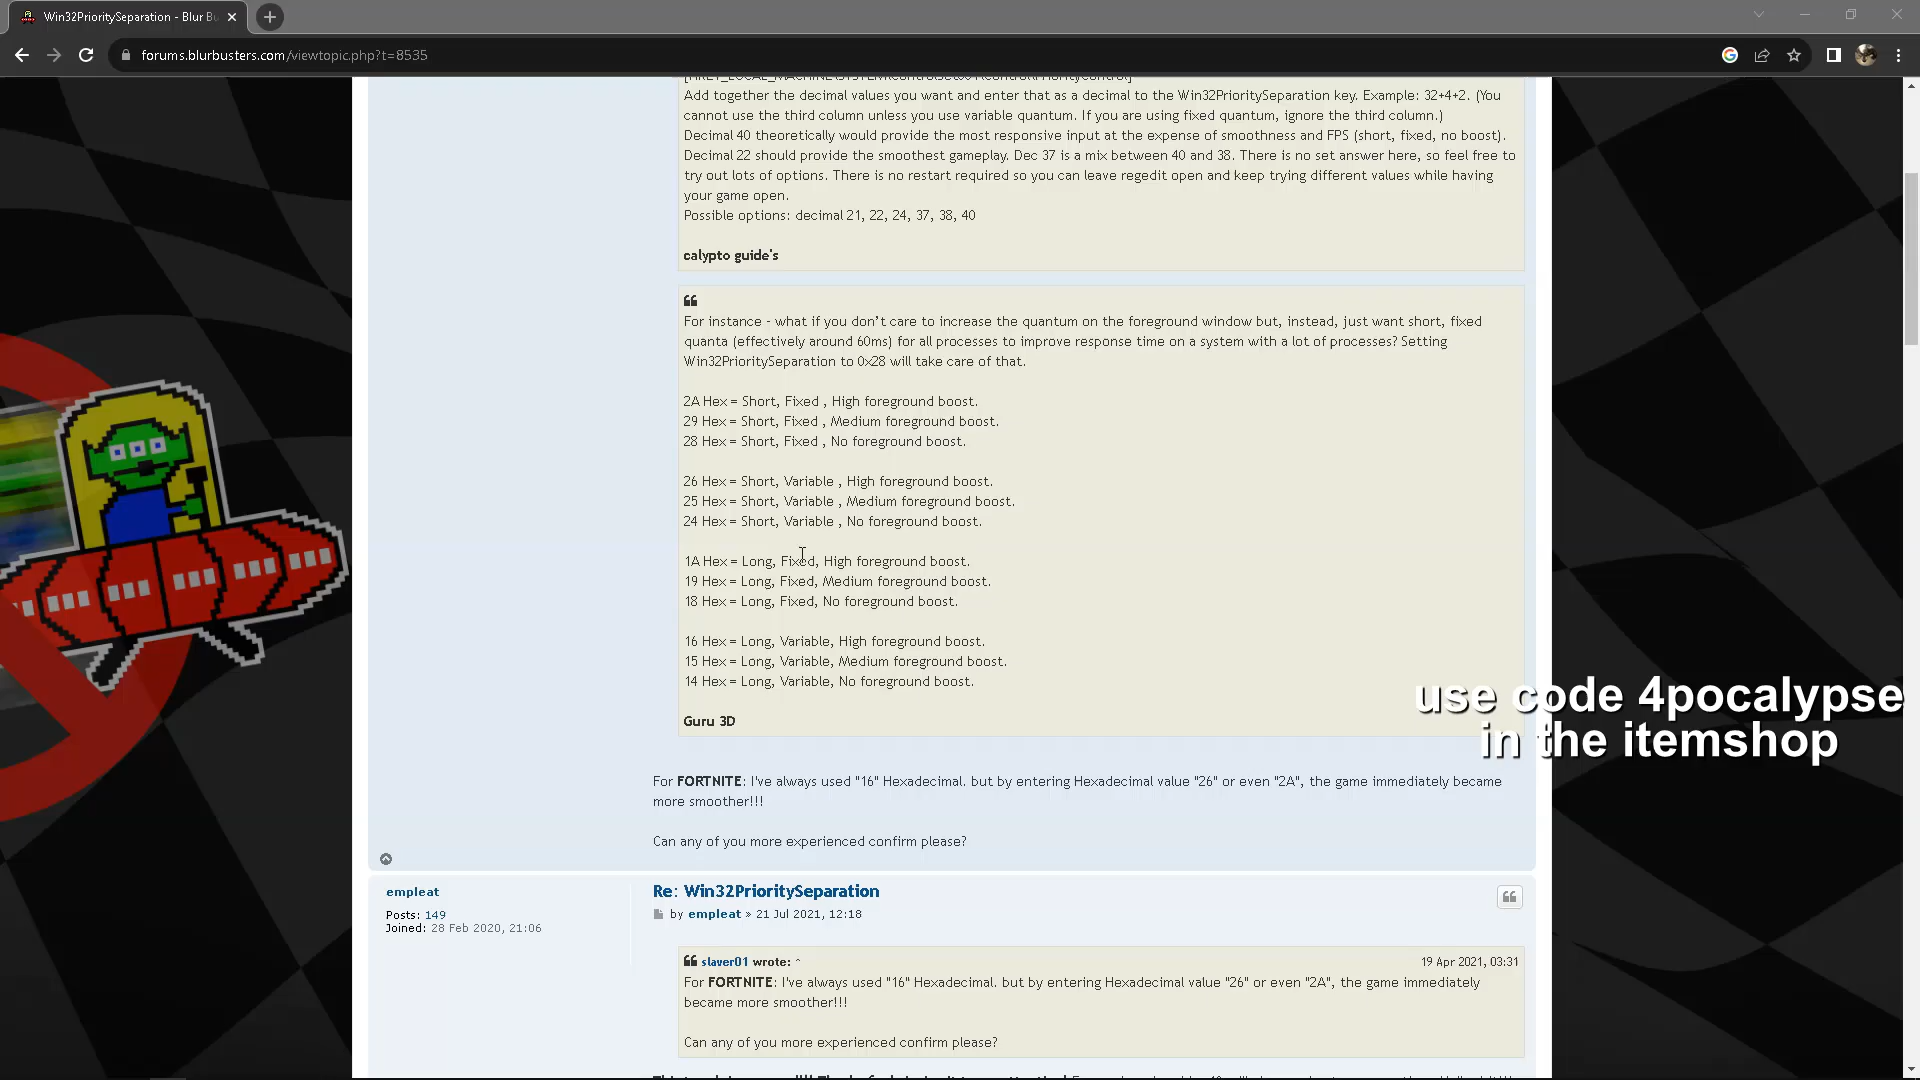 Win32PrioritySeparation - Blur Bu
forums.blurbusters.com/viewtopic.php?t=8535
Add together the decimal values you want and enter that as a decimal to the Win32PrioritySeparation key. Example: 32+4+2. (You
cannot use the third column unless you use variable quantum. If you are using fixed quantum, ignore the third column.)
Decimal 40 theoretically would provide the most responsive input at the expense of smoothness and FPS (short, fixed, no boost).
Decimal 22 should provide the smoothest gameplay. Dec 37 is a mix between 40 and 38. There is no set answer here, so feel free to
try out lots of options. There is no restart required so you can leave regedit open and keep trying different values while having
your game open.
Possible options: decimal 21, 22, 24, 37, 38, 40
calypto guide's
For instance - what if you don't care to increase the quantum on the foreground window but, instead, just want short, fixed
quanta (effectively around 60ms) for all processes to improve response time on a system with a lot of processes? Setting
Win32PrioritySeparation to 0x28 will take care of that.
2A Hex = Short, Fixed , High foreground boost.
29 Hex = Short, Fixed , Medium foreground boost.
28 Hex = Short, Fixed , No foreground boost.
26 Hex = Short, Variable , High foreground boost.
25 Hex = Short, Variable , Medium foreground boost.
24 Hex = Short, Variable , No foreground boost.
1A Hex = Long, Fixed, High foreground boost.
19 Hex = Long, Fixed, Medium foreground boost.
18 Hex = Long, Fixed, No foreground boost.
16 Hex = Long, Variable, High foreground boost.
15 Hex = Long, Variable, Medium foreground boost.
14 Hex = Long, Variable, No foreground boost.
Guru 3D
use code 4pocalypse
in the itemshop
For FORTNITE: I've always used "16" Hexadecimal. but by entering Hexadecimal value "26" or even "2A", the game immediately became
more smoother!!!
Can any of you more experienced confirm please?
empleat
Posts: 149
Joined: 28 Feb 2020, 21:06
Re: Win32PrioritySeparation
by empleat » 21 Jul 2021, 12:18
slaver01 wrote: ↑ 19 Apr 2021, 03:31
For FORTNITE: I've always used "16" Hexadecimal. but by entering Hexadecimal value "26" or even "2A", the game immediately
became more smoother!!!
Can any of you more experienced confirm please?